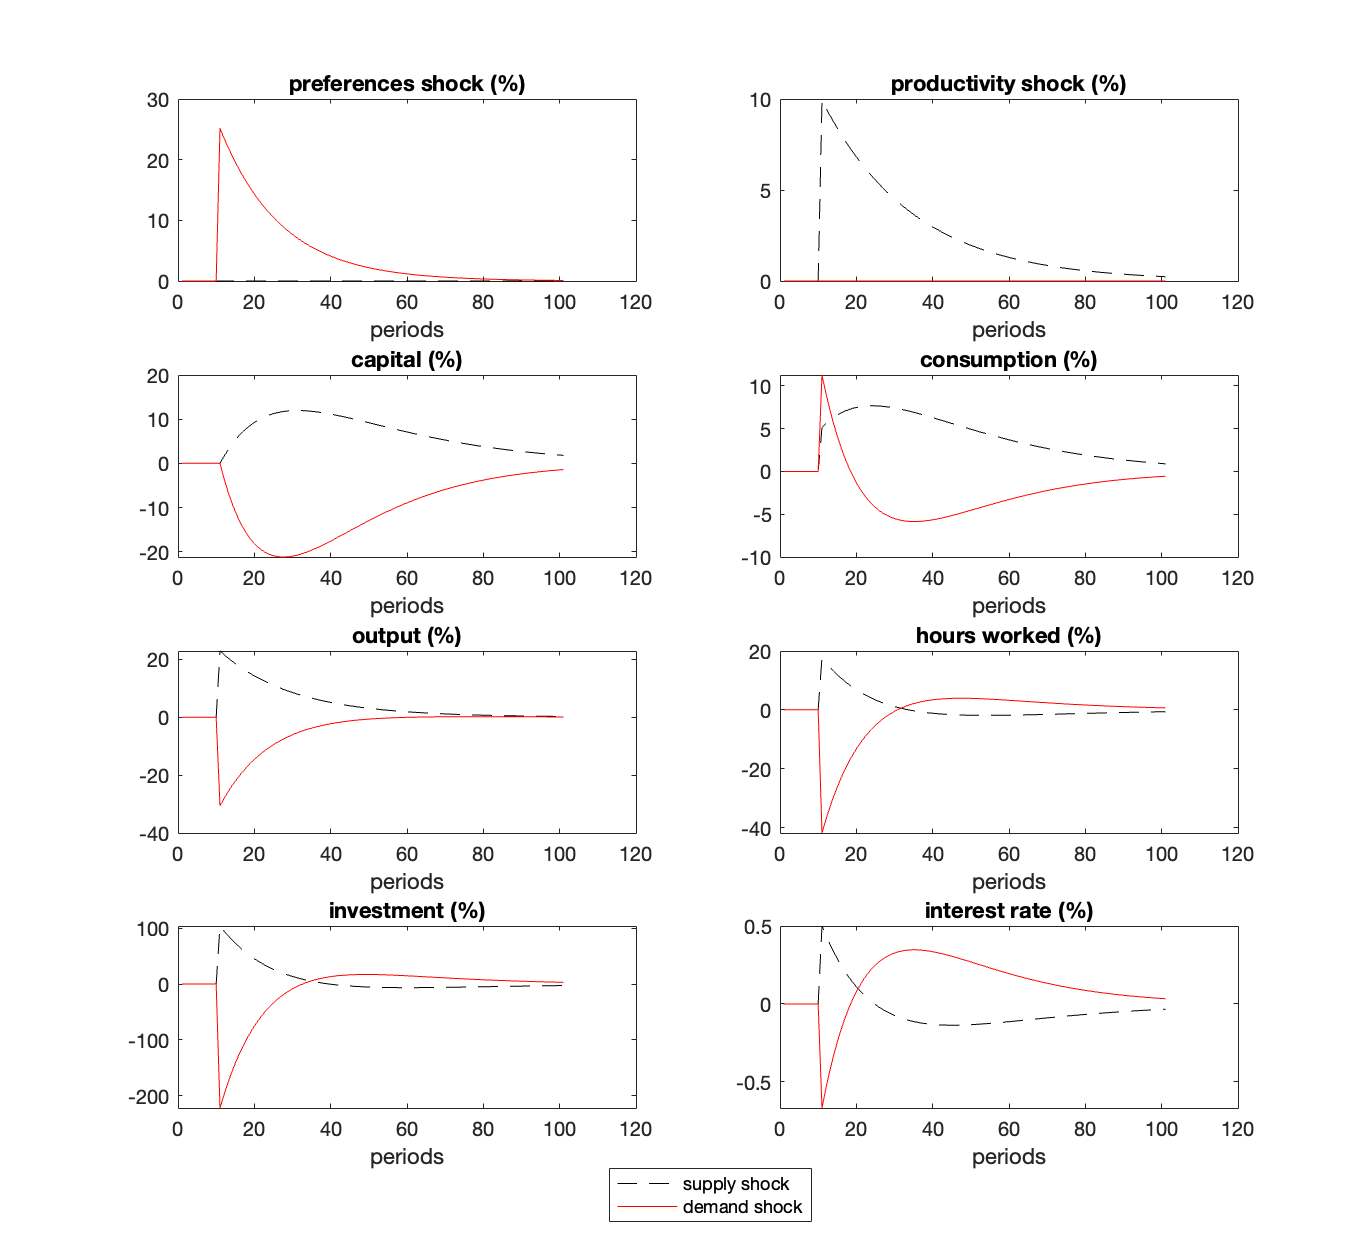 preferences shock (%)
30
20
10
0
0 20 40 60 80 100 120
periods
productivity shock (%)
10
5
0
0 20 40 60 80 100 120
periods
capital (%)
20
10
0
-10
-20
0 20 40 60 80 100 120
periods
consumption (%)
10
5
0
-5
-10
0 20 40 60 80 100 120
periods
output (%)
20
0
-20
-40
0 20 40 60 80 100 120
periods
hours worked (%)
20
0
-20
-40
0 20 40 60 80 100 120
periods
investment (%)
100
0
-100
-200
0 20 40 60 80 100 120
periods
interest rate (%)
0.5
0
-0.5
0 20 40 60 80 100 120
periods
supply shock
demand shock